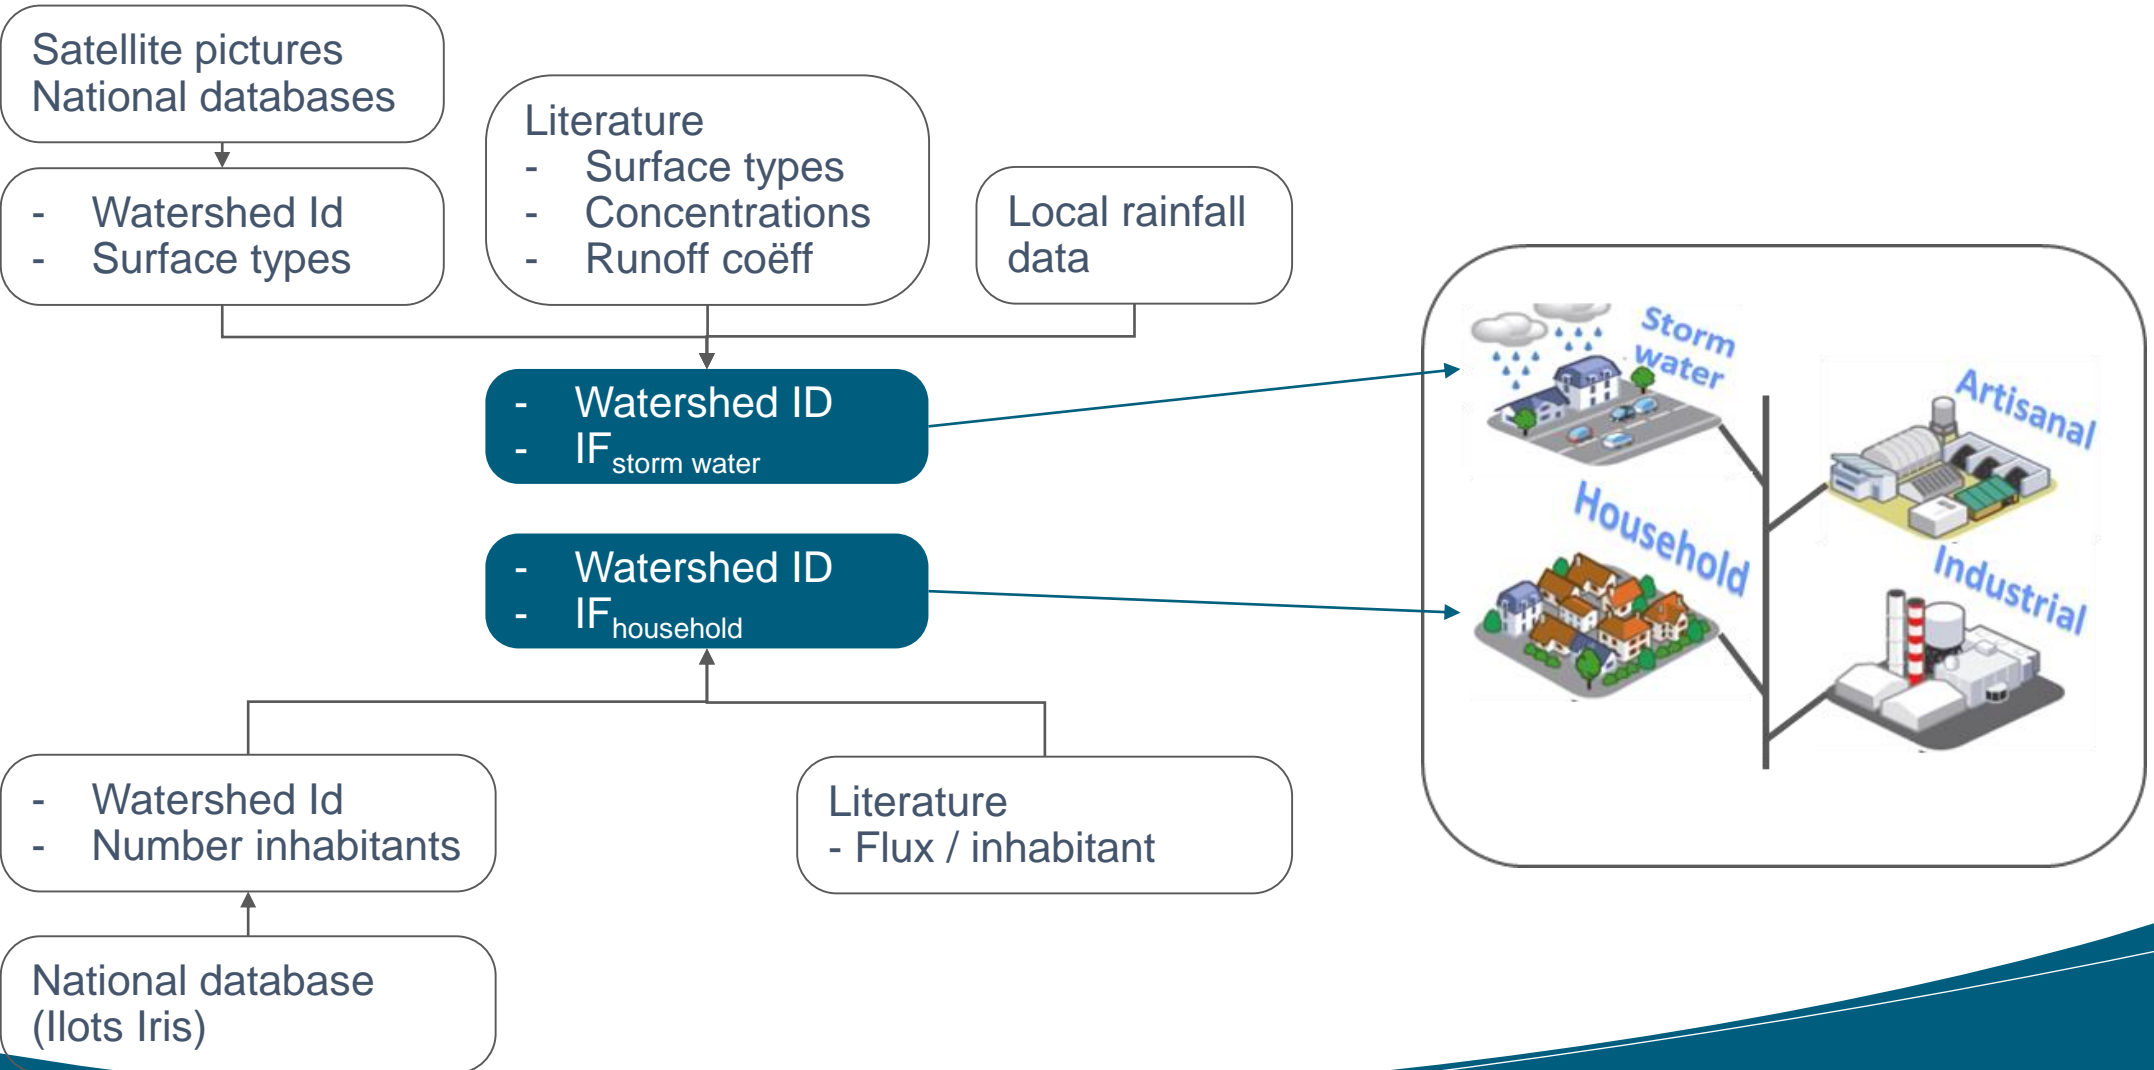 Satellite pictures
National databases
- Watershed Id
- Surface types
Literature
- Surface types
- Concentrations
- Runoff coëff
Local rainfall
data
- Watershed ID
- IFstorm water
- Watershed ID
- IFhousehold
- Watershed Id
- Number inhabitants
Literature
- Flux / inhabitant
National database
(Ilots Iris)
Storm
water
Artisanal
Household
Industrial